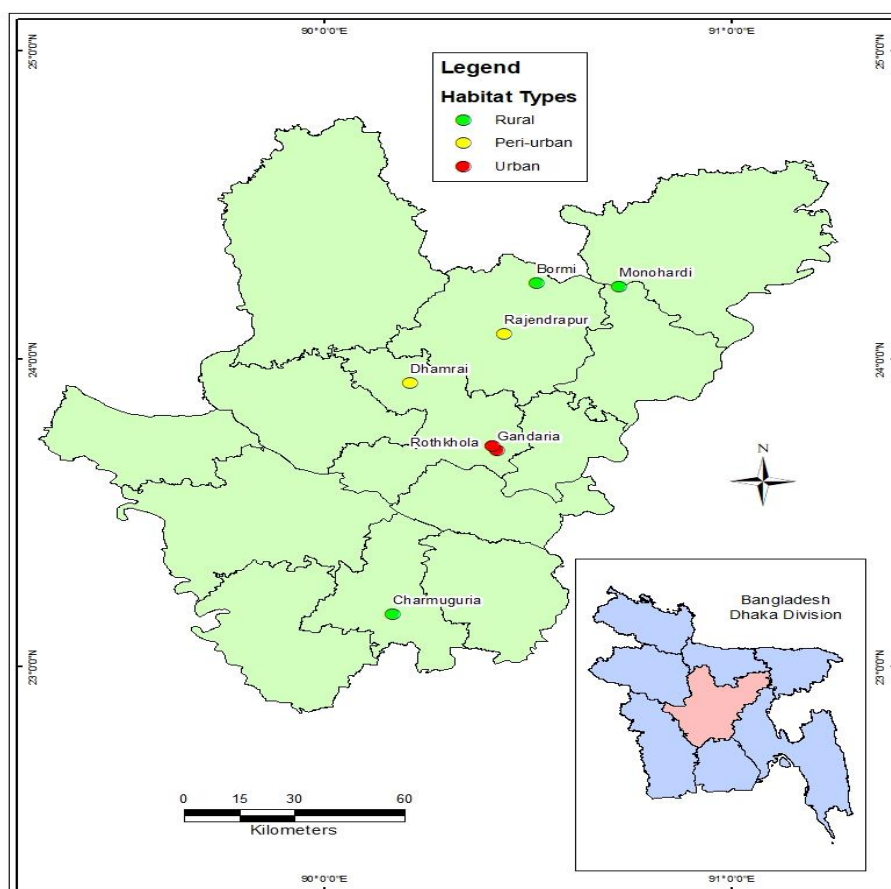 90°0'0"E 91°0'0"E
25°0'0"N 25°0'0"N
Legend
Habitat Types
Rural
Peri-urban
Urban
Bormi
Monohardi
Rajendrapur
24°0'0"N 24°0'0"N
Dhamrai
Rothkhola Gandaria
N
Charmuguria
Bangladesh
Dhaka Division
23°0'0"N 23°0'0"N
0 15 30 60
Kilometers
90°0'0"E 91°0'0"E